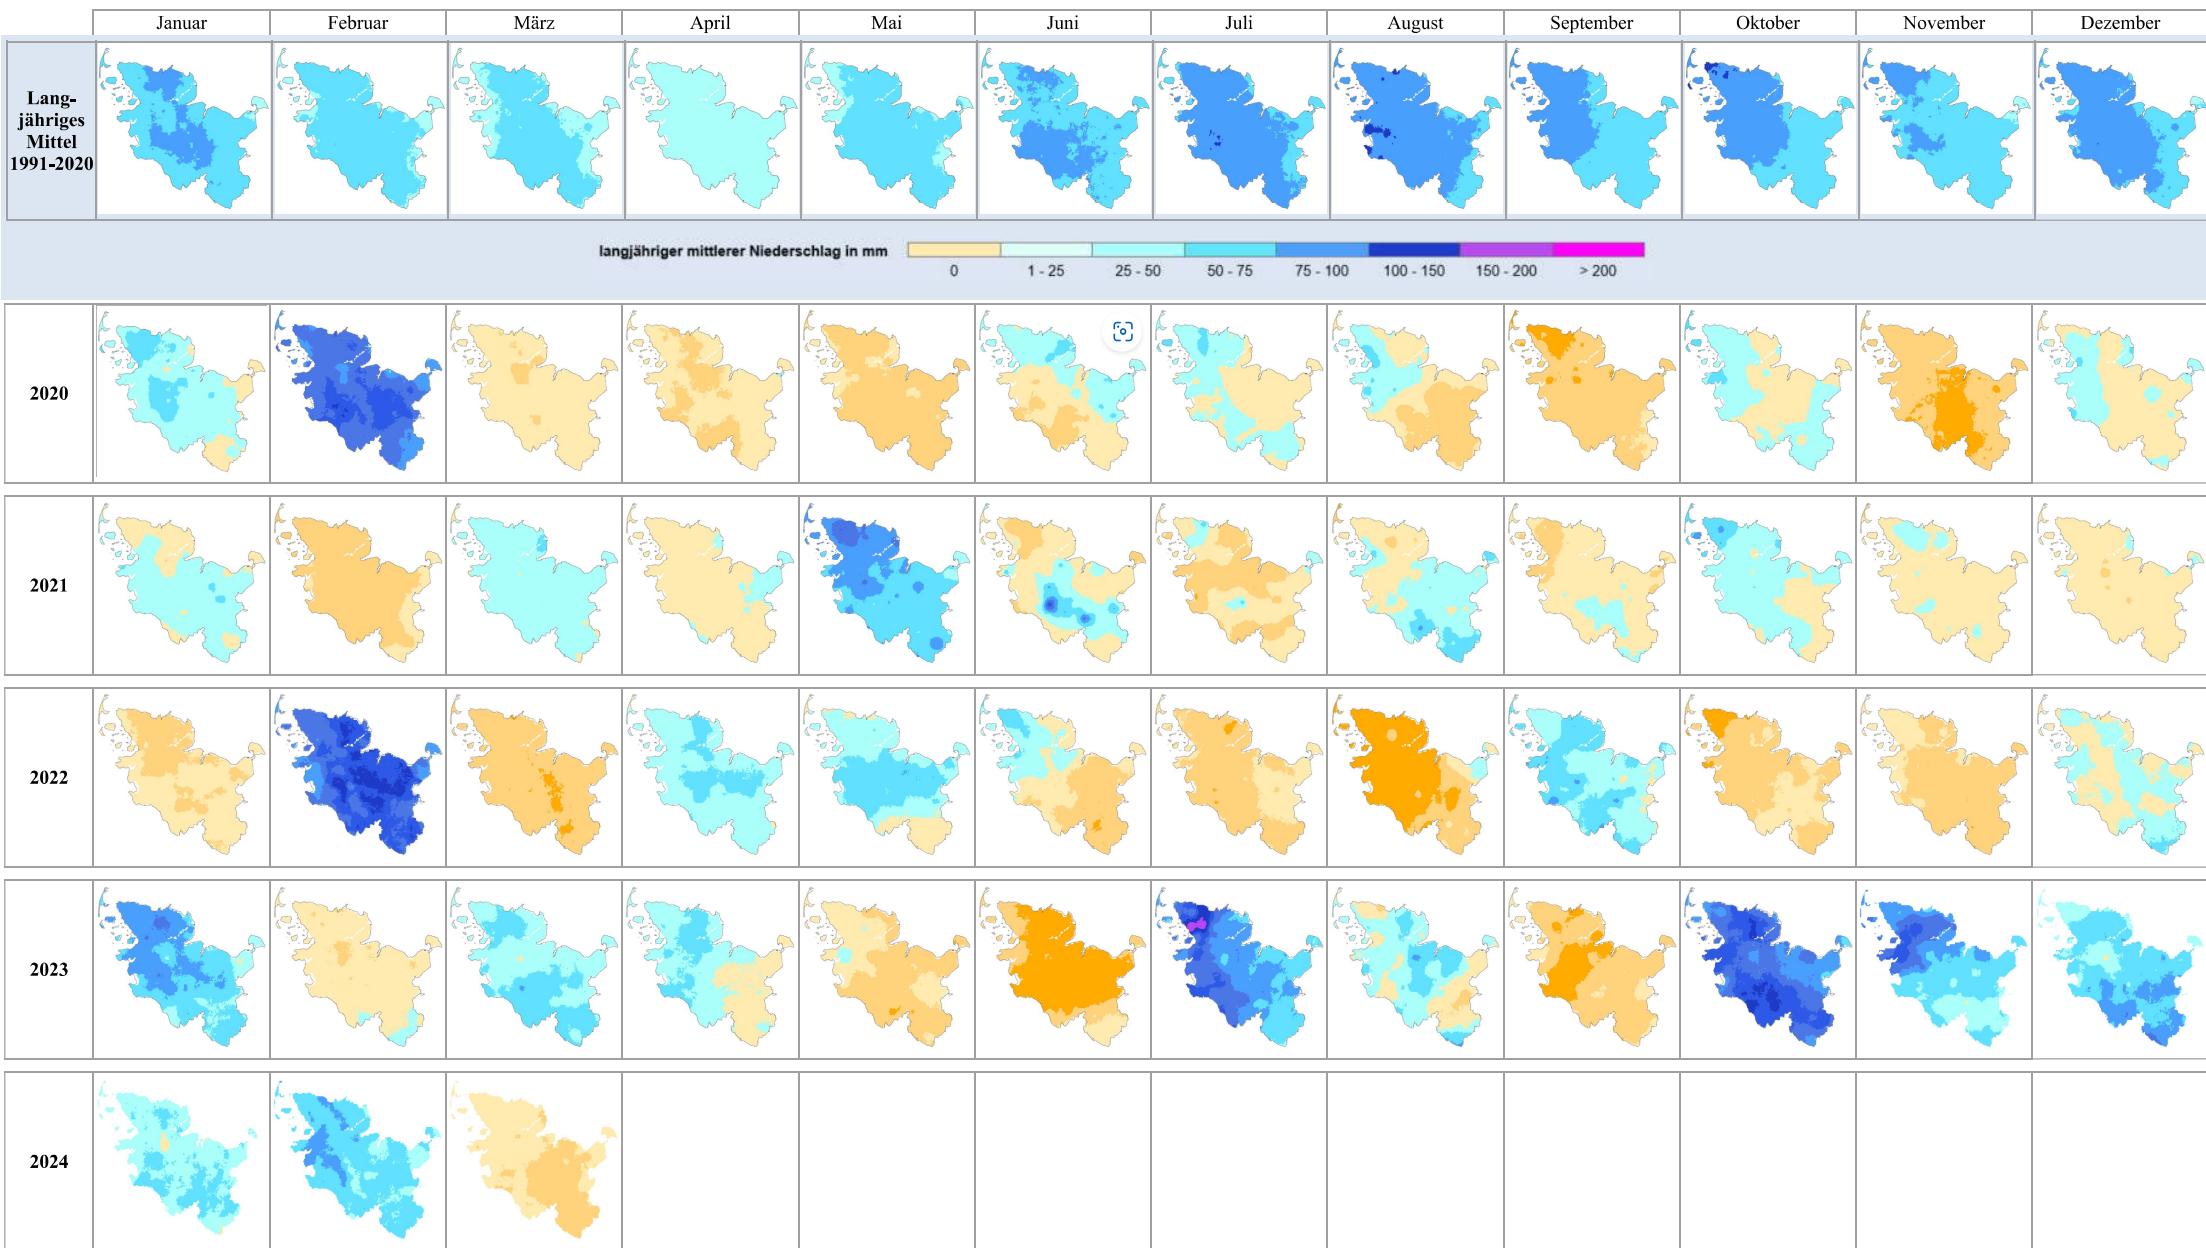 Januar Februar März April Mai Juni Juli August September Oktober November Dezember
Lang-
jähriges
Mittel
1991-2020
langjähriger mittlerer Niederschlag in mm
0 1 - 25 25 - 50 50 - 75 75 - 100 100 - 150 150 - 200 > 200
2020
2021
2022
2023
2024